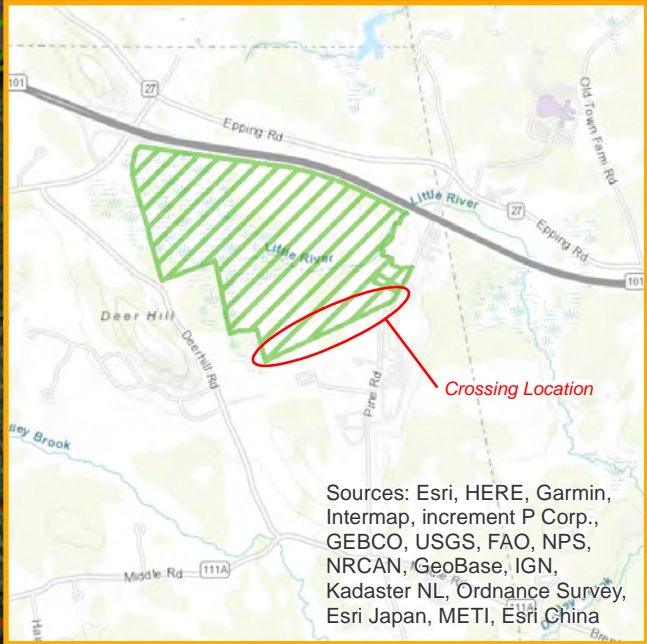 101
27
Epping Rd
Old Town Farm Rd
Little River
27
Epping Rd
101
Little River
Deer Hill
Deerhill Rd
Crossing Location
Pine Rd
Brook
Middle Rd
111A
Rd
111A
Sources: Esri, HERE, Garmin,
Intermap, increment P Corp.,
GEBCO, USGS, FAO, NPS,
NRCAN, GeoBase, IGN,
Kadaster NL, Ordnance Survey,
Esri Japan, METI, Esri China